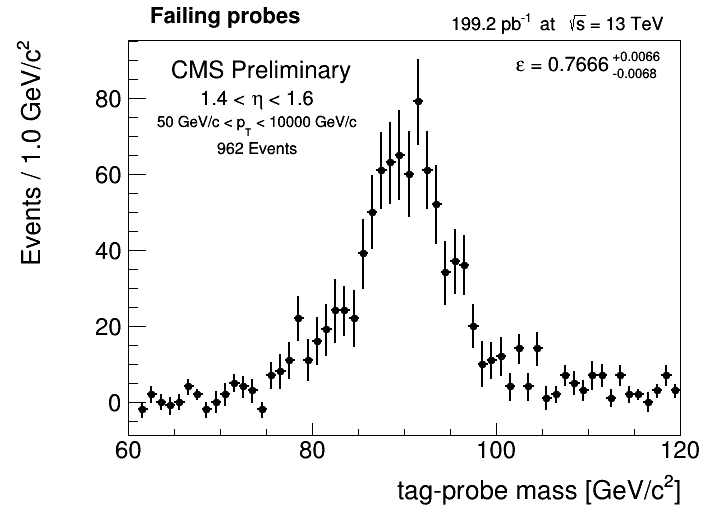 Failing probes
199.2 pb⁻¹ at √s = 13 TeV
CMS Preliminary
1.4 < η < 1.6
50 GeV/c < p_T < 10000 GeV/c
962 Events
ε = 0.7666 +0.0066 -0.0068
Events / 1.0 GeV/c²
80
60
40
20
0
60 80 100 120
tag-probe mass [GeV/c²]